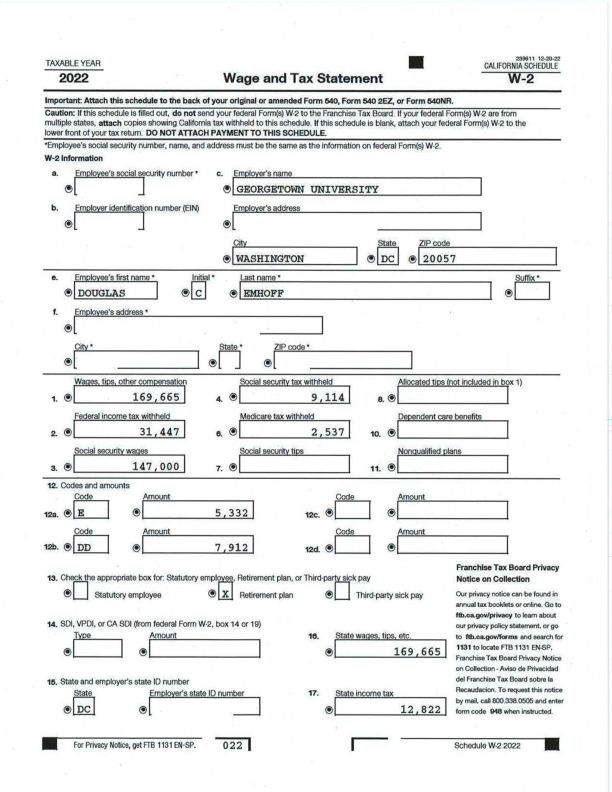 TAXABLE YEAR
239611 12-20-22
CALIFORNIA SCHEDULE
2022 Wage and Tax Statement W-2
Important: Attach this schedule to the back of your original or amended Form 540, Form 540 2EZ, or Form 540NR.
Caution: If this schedule is filled out, do not send your federal Form(s) W-2 to the Franchise Tax Board. If your federal Form(s) W-2 are from
multiple states, attach copies showing California tax withheld to this schedule. If this schedule is blank, attach your federal Form(s) W-2 to the
lower front of your tax return. DO NOT ATTACH PAYMENT TO THIS SCHEDULE.
*Employee's social security number, name, and address must be the same as the information on federal Form(s) W-2.
W-2 Information
a. Employee's social security number * c. Employer's name
GEORGETOWN UNIVERSITY
b. Employer identification number (EIN) Employer's address
City State ZIP code
WASHINGTON DC 20057
e. Employee's first name * Initial * Last name * Suffix *
DOUGLAS C EMHOFF
f. Employee's address *
City * State * ZIP code *
Wages, tips, other compensation Social security tax withheld Allocated tips (not included in box 1)
1. 169,665 4. 9,114 8.
Federal income tax withheld Medicare tax withheld Dependent care benefits
2. 31,447 6. 2,537 10.
Social security wages Social security tips Nonqualified plans
3. 147,000 7. 11.
12. Codes and amounts
Code Amount Code Amount
12a. E 5,332 12c.
Code Amount Code Amount
12b. DD 7,912 12d.
13. Check the appropriate box for: Statutory employee, Retirement plan, or Third-party sick pay
Statutory employee X Retirement plan Third-party sick pay
14. SDI, VPDI, or CA SDI (from federal Form W-2, box 14 or 19)
Type Amount 16. State wages, tips, etc.
169,665
15. State and employer's state ID number
State Employer's state ID number 17. State income tax
DC 12,822
Franchise Tax Board Privacy
Notice on Collection
Our privacy notice can be found in
annual tax booklets or online. Go to
ftb.ca.gov/privacy to learn about
our privacy policy statement, or go
to ftb.ca.gov/forms and search for
1131 to locate FTB 1131 EN-SP,
Franchise Tax Board Privacy Notice
on Collection - Aviso de Privacidad
del Franchise Tax Board sobre la
Recaudacion. To request this notice
by mail, call 800.338.0505 and enter
form code 948 when instructed.
For Privacy Notice, get FTB 1131 EN-SP. 022 Schedule W-2 2022